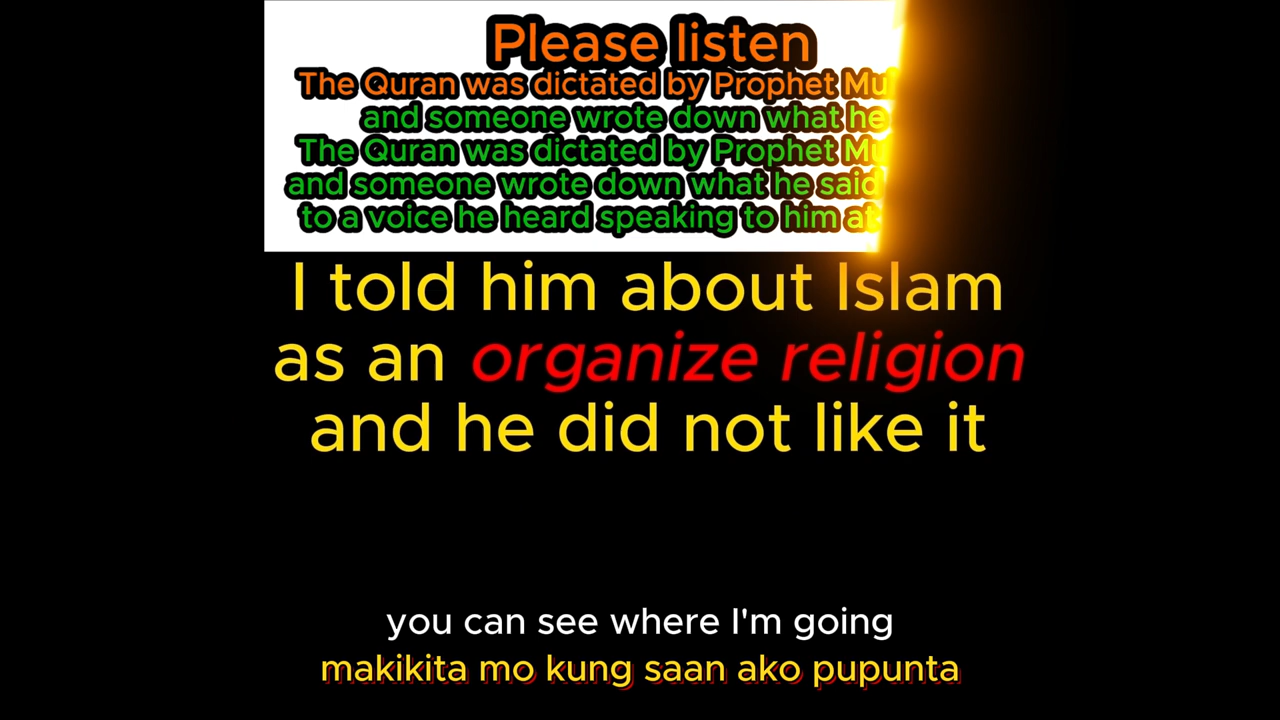 Please listen
The Quran was dictated by Prophet
and someone wrote down what he
The Quran was dictated by Prophet
and someone wrote down what he said
to a voice he heard speaking to him at
I told him about Islam
as an organize religion
and he did not like it
you can see where I'm going
makikita mo kung saan ako pupunta